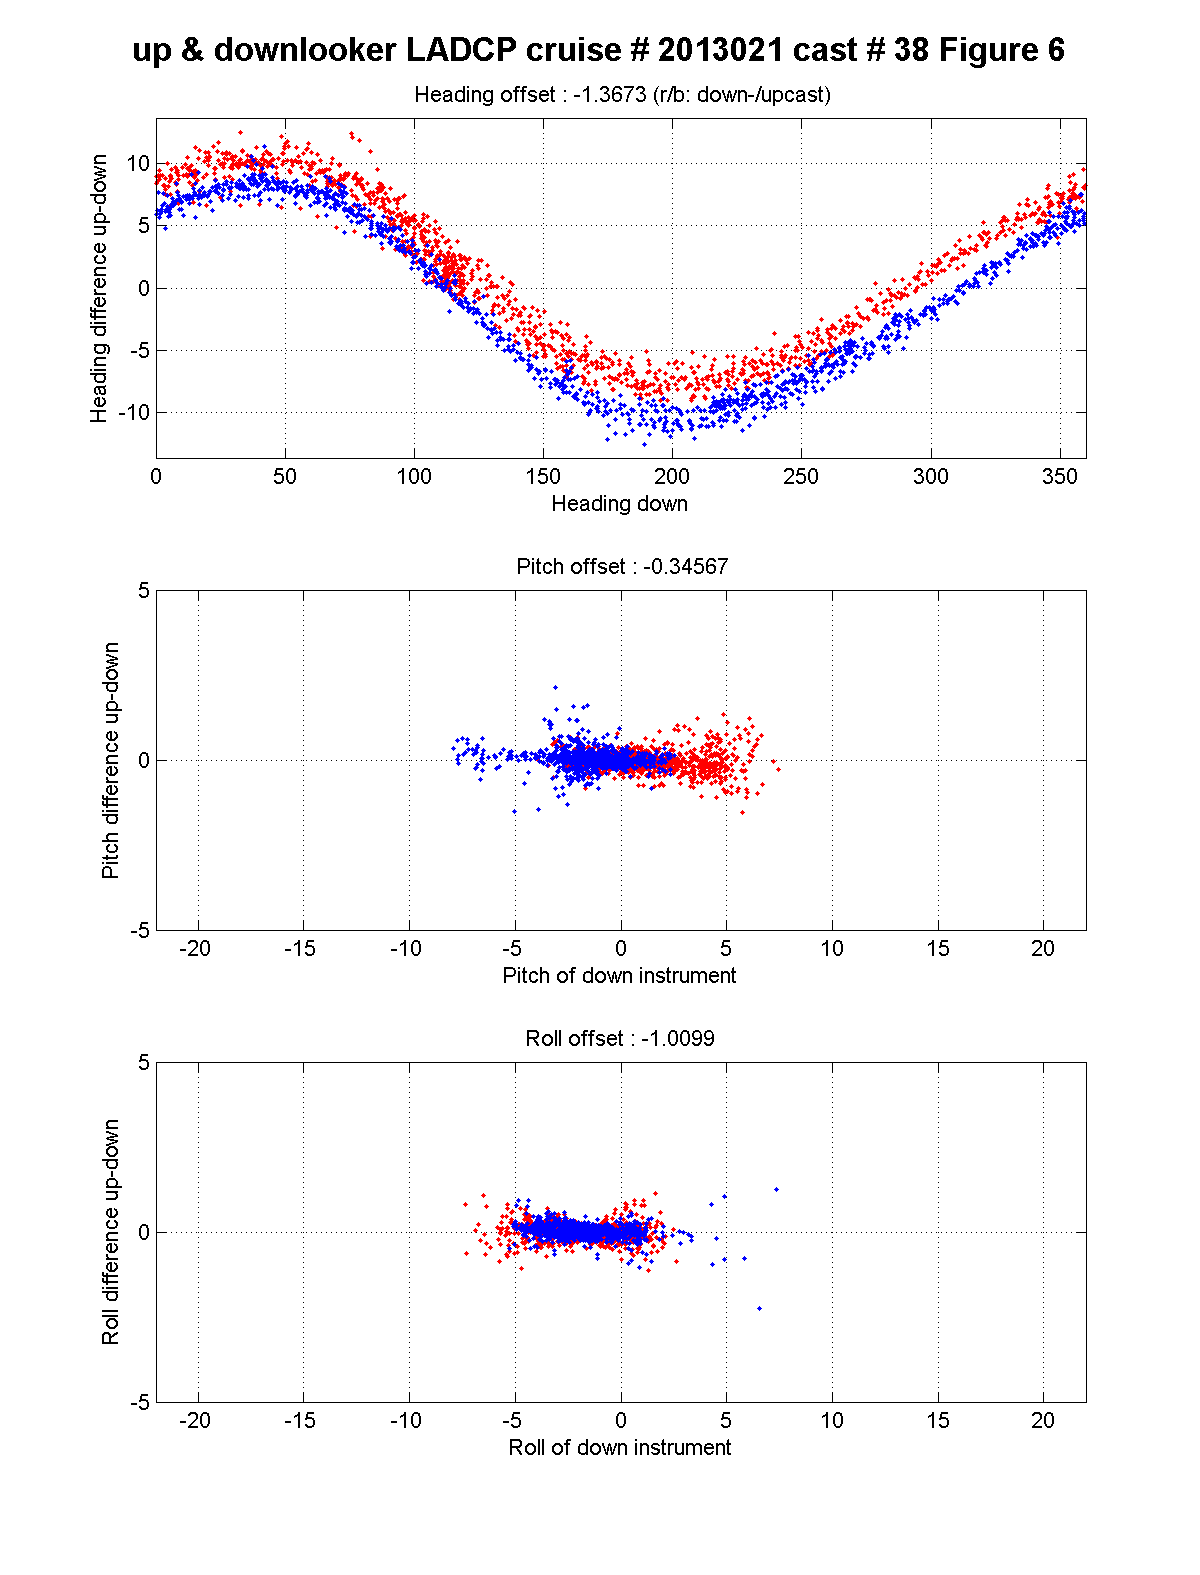 up & downlooker LADCP cruise # 2013021 cast # 38 Figure 6
Heading offset : -1.3673 (r/b: down-/upcast)
Heading difference up-down
10
5
0
-5
-10
0 50 100 150 200 250 300 350
Heading down
Pitch offset : -0.34567
Pitch difference up-down
5
0
-5
-20 -15 -10 -5 0 5 10 15 20
Pitch of down instrument
Roll offset : -1.0099
Roll difference up-down
5
0
-5
-20 -15 -10 -5 0 5 10 15 20
Roll of down instrument